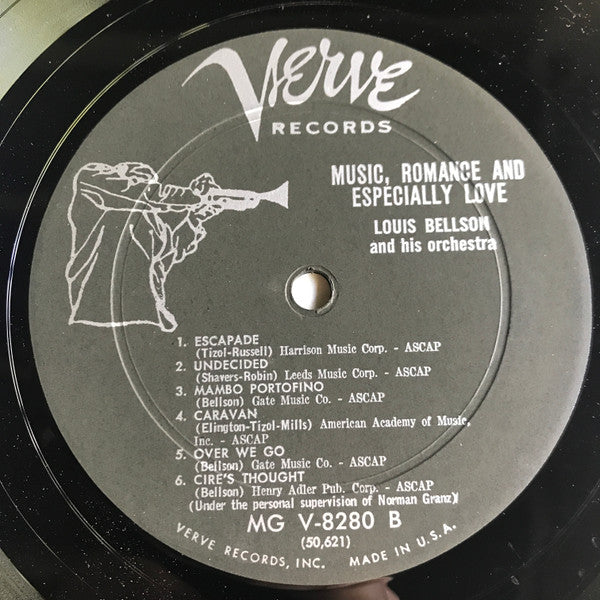 Verve
RECORDS
MUSIC, ROMANCE AND
ESPECIALLY LOVE
LOUIS BELLSON
and his orchestra
1. ESCAPADE
(Tizol-Russell) Harrison Music Corp. - ASCAP
2. UNDECIDED
(Shavers-Robin) Leeds Music Corp. - ASCAP
3. MAMBO PORTOFINO
(Bellson) Gate Music Co. - ASCAP
4. CARAVAN
(Elington-Tizol-Mills) American Academy of Music,
Inc. - ASCAP
5. OVER WE GO
(Bellson) Gate Music Co. - ASCAP
6. CIRE'S THOUGHT
(Bellson) Henry Adler Pub. Corp. - ASCAP
(Under the personal supervision of Norman Granz)
MG V-8280 B
(50,621)
VERVE RECORDS, INC. MADE IN U.S.A.